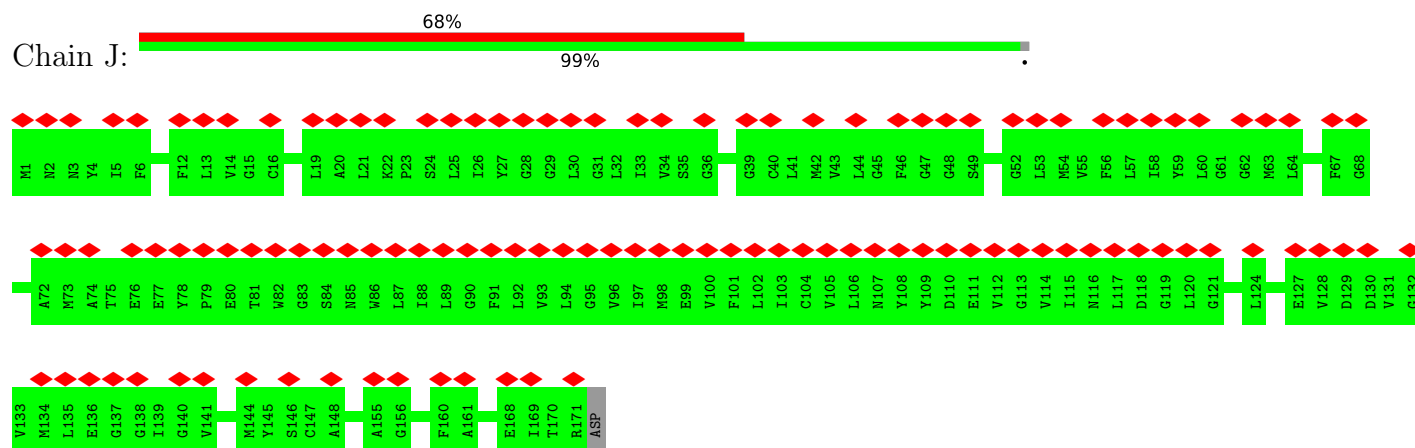 68%
Chain J:
99%
.
M1 N2 N3 Y4 I5 F6 F12 L13 V14 G15 C16 L19 A20 L21 K22 P23 S24 L25 I26 Y27 G28 G29 L30 G31 L32 I33 V34 S35 G36 G39 C40 L41 M42 V43 L44 G45 F46 G47 G48 S49 G52 L53 M54 V55 F56 L57 I58 Y59 L60 G61 G62 M63 L64 F67 G68
A72 M73 A74 T75 E76 E77 Y78 P79 E80 T81 W82 G83 S84 N85 W86 L87 I88 L89 G90 F91 L92 V93 L94 G95 V96 I97 M98 E99 V100 F101 L102 I103 C104 V105 L106 N107 Y108 Y109 D110 E111 V112 G113 V114 I115 N116 L117 D118 G119 L120 G121 L124 E127 V128 D129 D130 V131 G132
V133 M134 L135 E136 G137 G138 I139 G140 V141 M144 Y145 S146 C147 A148 A155 G156 F160 A161 E168 I169 T170 R171 ASP